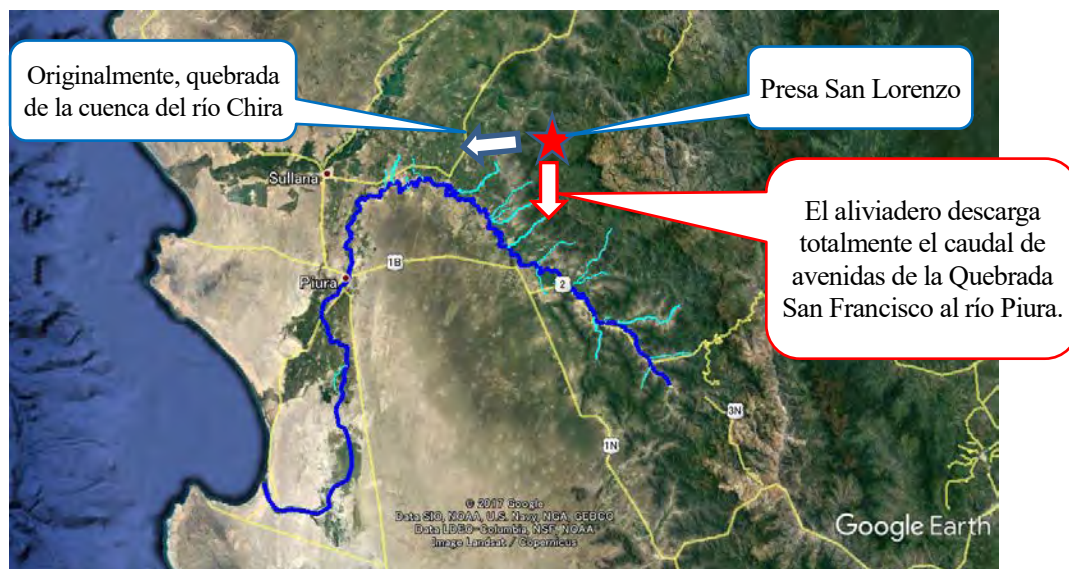 Originalmente, quebrada
de la cuenca del río Chira
Presa San Lorenzo
El aliviadero descarga
totalmente el caudal de
avenidas de la Quebrada
San Francisco al río Piura.
Sullana
Piura
1B
2
3N
1N
© 2017 Google
Data SIO, NOAA, U.S. Navy, NGA, GEBCO
Data LDEO-Columbia, NSF, NOAA
Image Landsat / Copernicus
Google Earth